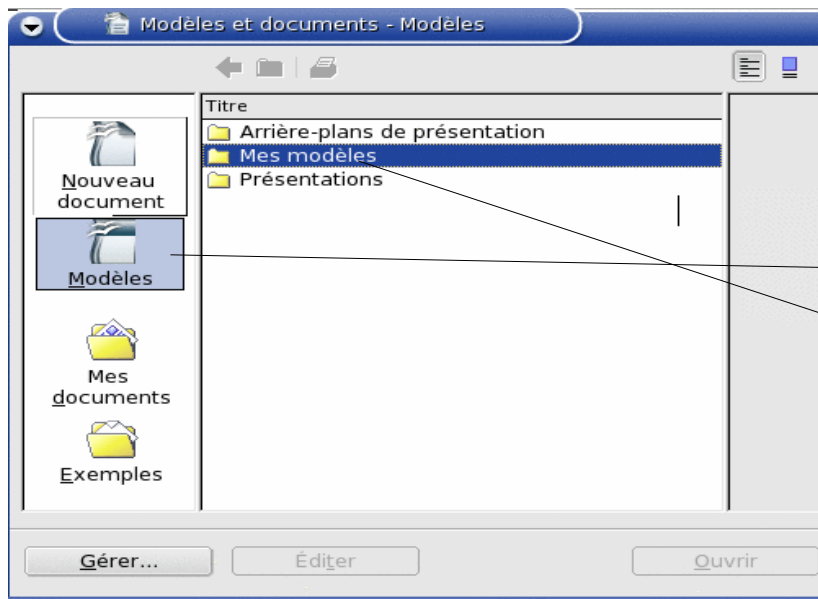 Modèles et documents - Modèles
Titre
Arrière-plans de présentation
Mes modèles
Présentations
Nouveau
document
Modèles
Mes
documents
Exemples
Gérer...
Éditer
Ouvrir